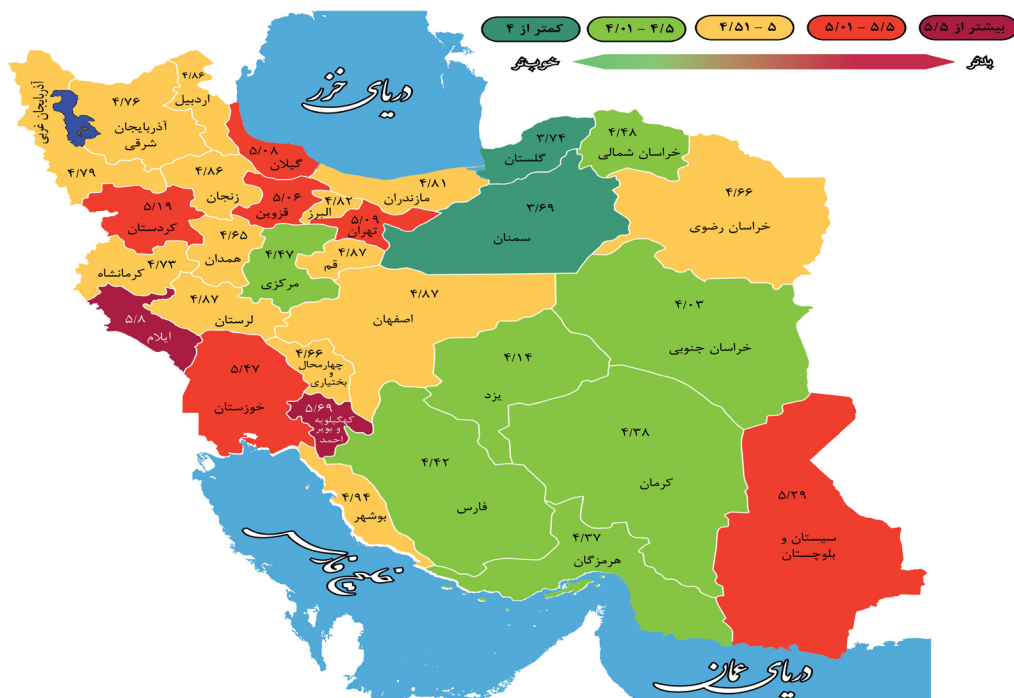 بیشتر از ۵/۵
۵/۰۱ - ۵/۵
۴/۵۱ - ۵
۴/۰۱ - ۴/۵
کمتر از ۴
بدتر
خوب‌تر
دریای خزر
آذربایجان غربی
۴/۷۹
۴/۷۶
آذربایجان
شرقی
۴/۸۶
اردبیل
۵/۰۸
گیلان
۴/۸۶
زنجان
۵/۰۶
قزوین
۴/۸۲
البرز
۴/۸۱
مازندران
۵/۰۹
تهران
۳/۷۴
گلستان
۴/۴۸
خراسان شمالی
۴/۶۶
خراسان رضوی
۳/۶۹
سمنان
۵/۱۹
کردستان
۴/۶۵
همدان
۴/۴۷
مرکزی
۴/۸۷
قم
۴/۷۳
کرمانشاه
۴/۸۷
لرستان
۵/۸
ایلام
۴/۸۷
اصفهان
۴/۰۳
خراسان جنوبی
۴/۱۴
یزد
۵/۴۷
خوزستان
۴/۶۶
چهارمحال
و
بختیاری
۵/۶۹
کهگیلویه
و بویر
احمد
۴/۳۸
کرمان
۴/۴۲
فارس
۴/۹۴
بوشهر
۴/۳۷
هرمزگان
۵/۲۹
سیستان و
بلوچستان
خلیج فارس
دریای عمان